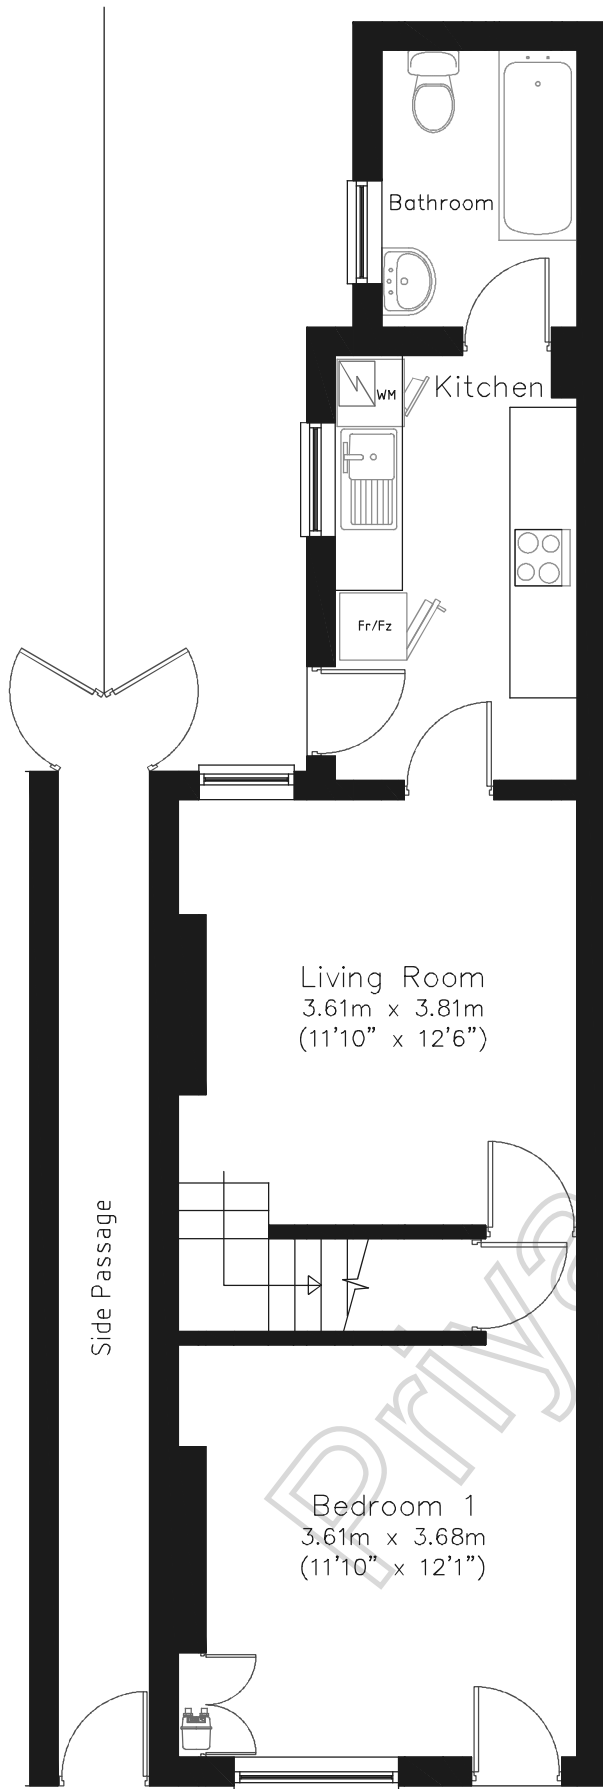 Bathroom
Kitchen
WM
Fr/Fz
Living Room
3.61m x 3.81m
(11'10" x 12'6")
Side Passage
Bedroom 1
3.61m x 3.68m
(11'10" x 12'1")
Priya